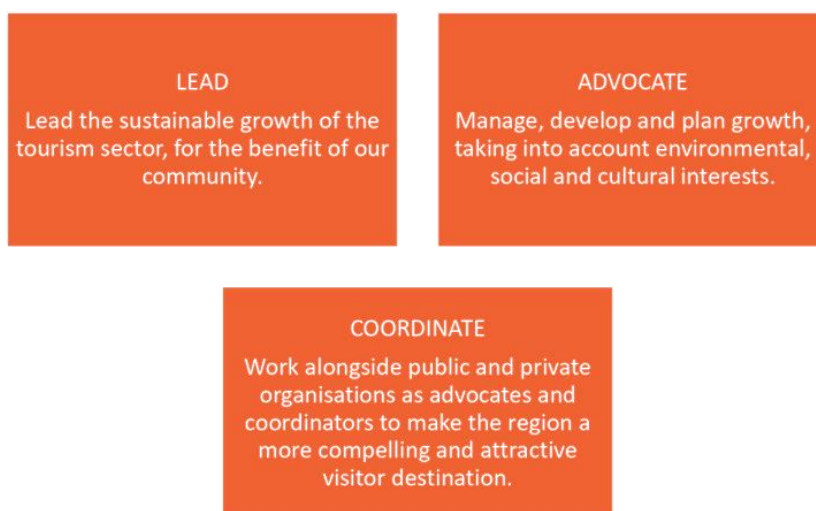 LEAD
Lead the sustainable growth of the
tourism sector, for the benefit of our
community.
ADVOCATE
Manage, develop and plan growth,
taking into account environmental,
social and cultural interests.
COORDINATE
Work alongside public and private
organisations as advocates and
coordinators to make the region a
more compelling and attractive
visitor destination.